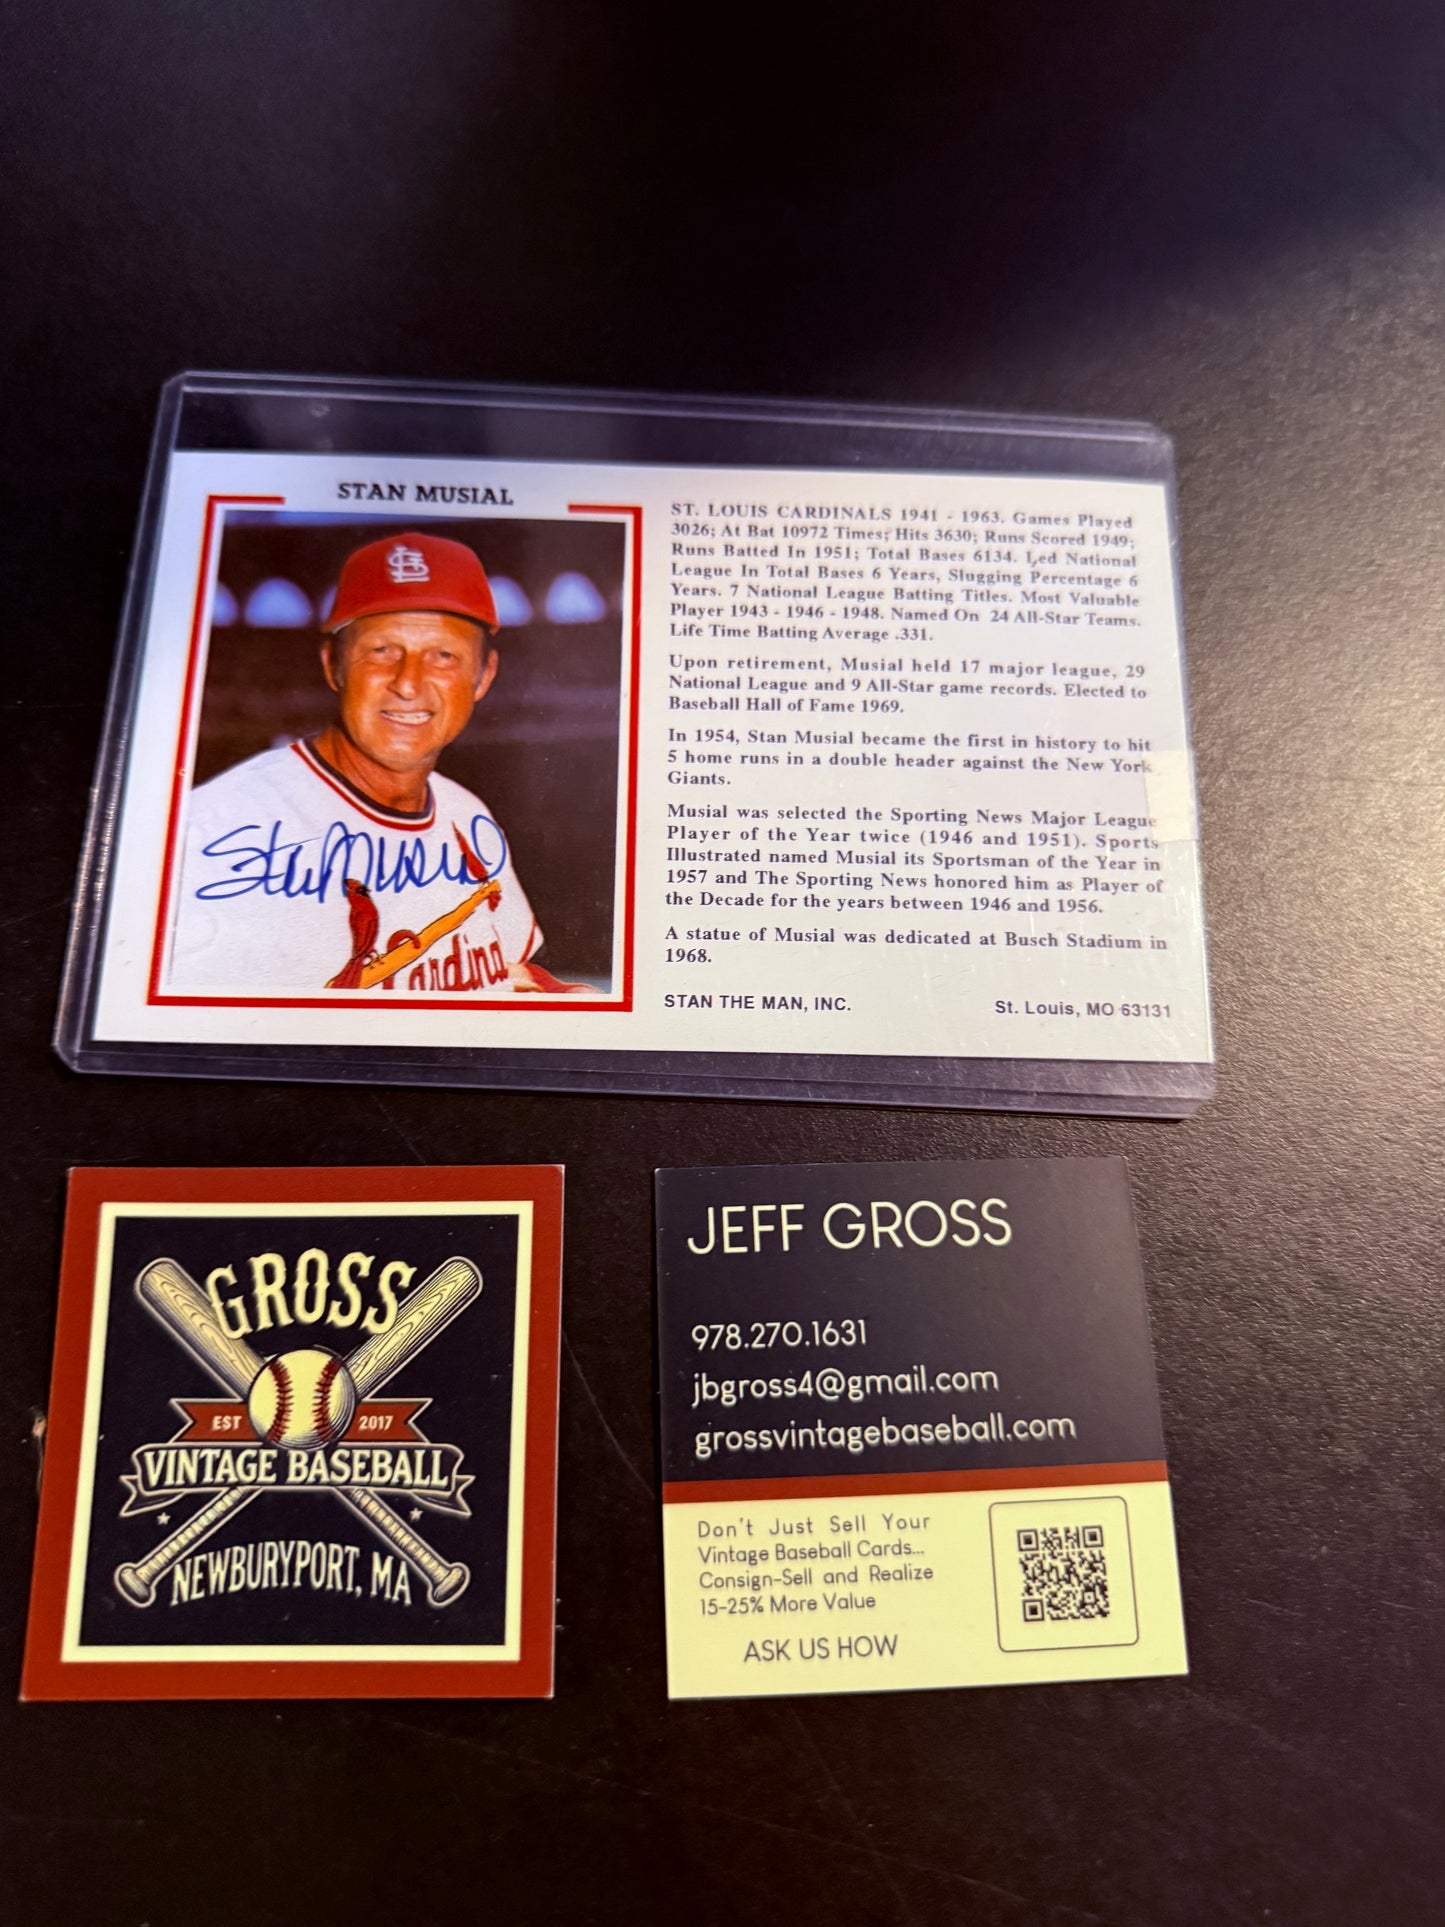 STAN MUSIAL
Stan Musial
Cardinals
ST. LOUIS CARDINALS 1941 - 1963. Games Played
3026; At Bat 10972 Times; Hits 3630; Runs Scored 1949;
Runs Batted In 1951; Total Bases 6134. Led National
League In Total Bases 6 Years, Slugging Percentage 6
Years. 7 National League Batting Titles. Most Valuable
Player 1943 - 1946 - 1948. Named On 24 All-Star Teams.
Life Time Batting Average .331.
Upon retirement, Musial held 17 major league, 29
National League and 9 All-Star game records. Elected to
Baseball Hall of Fame 1969.
In 1954, Stan Musial became the first in history to hit
5 home runs in a double header against the New York
Giants.
Musial was selected the Sporting News Major League
Player of the Year twice (1946 and 1951). Sports
Illustrated named Musial its Sportsman of the Year in
1957 and The Sporting News honored him as Player of
the Decade for the years between 1946 and 1956.
A statue of Musial was dedicated at Busch Stadium in
1968.
STAN THE MAN, INC. St. Louis, MO 63131
GROSS
EST 2017
VINTAGE BASEBALL
NEWBURYPORT, MA
JEFF GROSS
978.270.1631
jbgross4@gmail.com
grossvintagebaseball.com
Don't Just Sell Your
Vintage Baseball Cards...
Consign-Sell and Realize
15-25% More Value
ASK US HOW